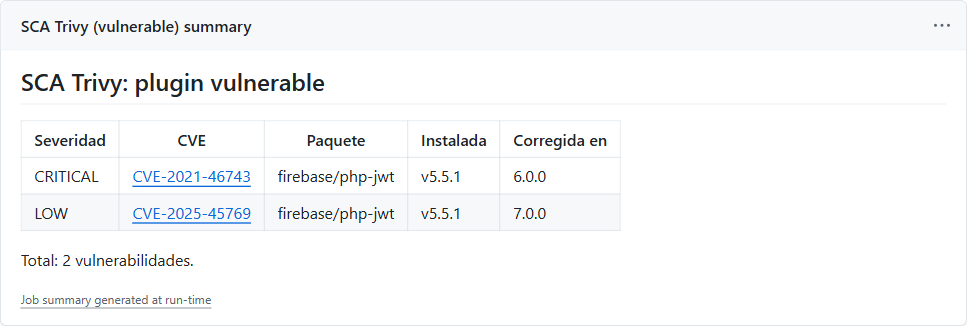 SCA Trivy (vulnerable) summary
SCA Trivy: plugin vulnerable
Severidad CVE Paquete Instalada Corregida en
CRITICAL CVE-2021-46743 firebase/php-jwt v5.5.1 6.0.0
LOW CVE-2025-45769 firebase/php-jwt v5.5.1 7.0.0
Total: 2 vulnerabilidades.
Job summary generated at run-time